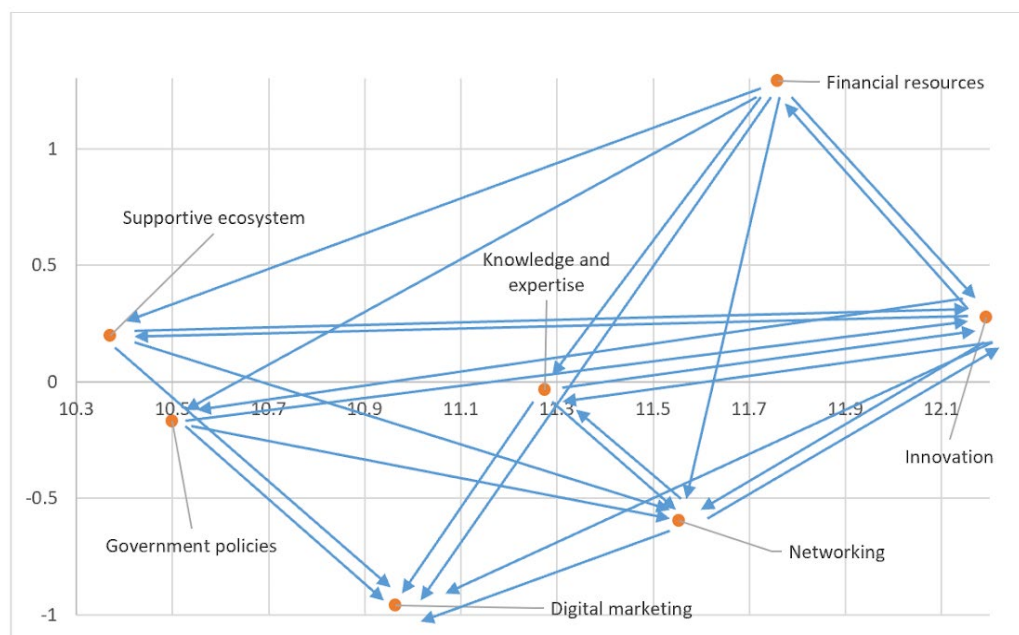 Financial resources
1
Supportive ecosystem
Knowledge and
expertise
0.5
0
10.3 10.5 10.7 10.9 11.1 11.3 11.5 11.7 11.9 12.1
Innovation
-0.5
Government policies
Networking
Digital marketing
-1